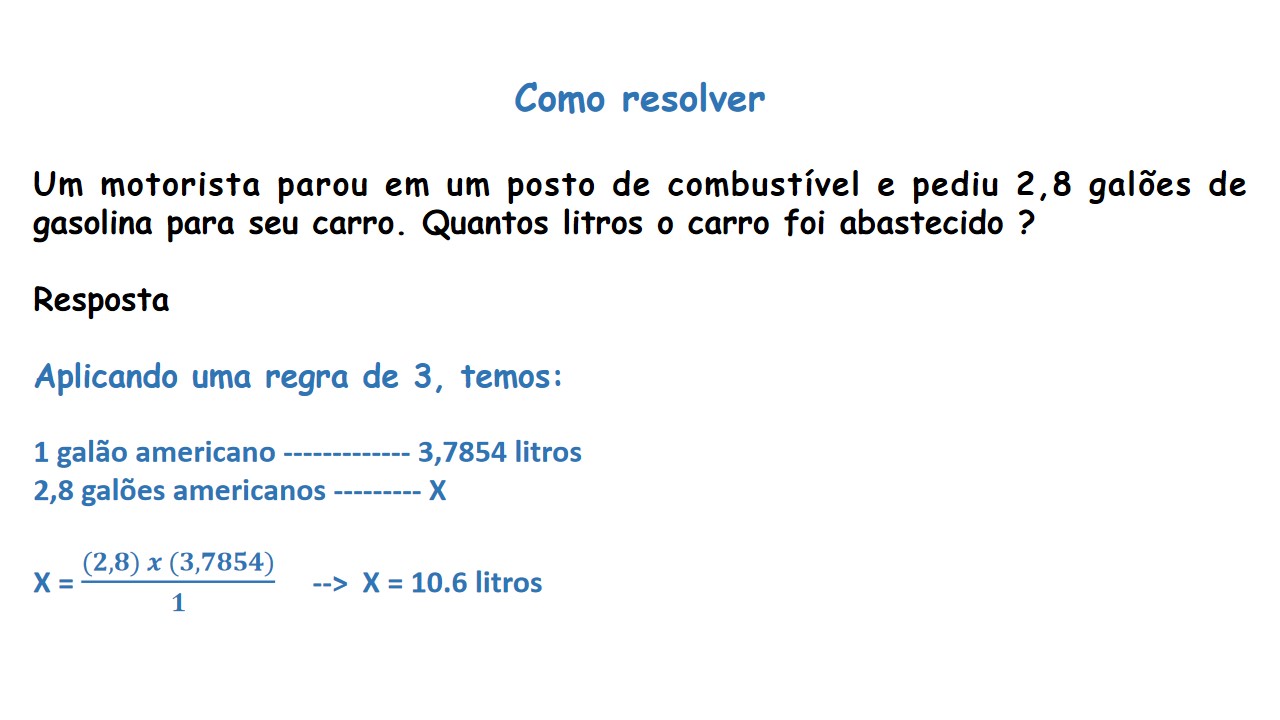 Como resolver
Um motorista parou em um posto de combustível e pediu 2,8 galões de
gasolina para seu carro. Quantos litros o carro foi abastecido ?
Resposta
Aplicando uma regra de 3, temos:
1 galão americano ------------- 3,7854 litros
2,8 galões americanos --------- X
X = (2,8) x (3,7854) / 1 --> X = 10.6 litros